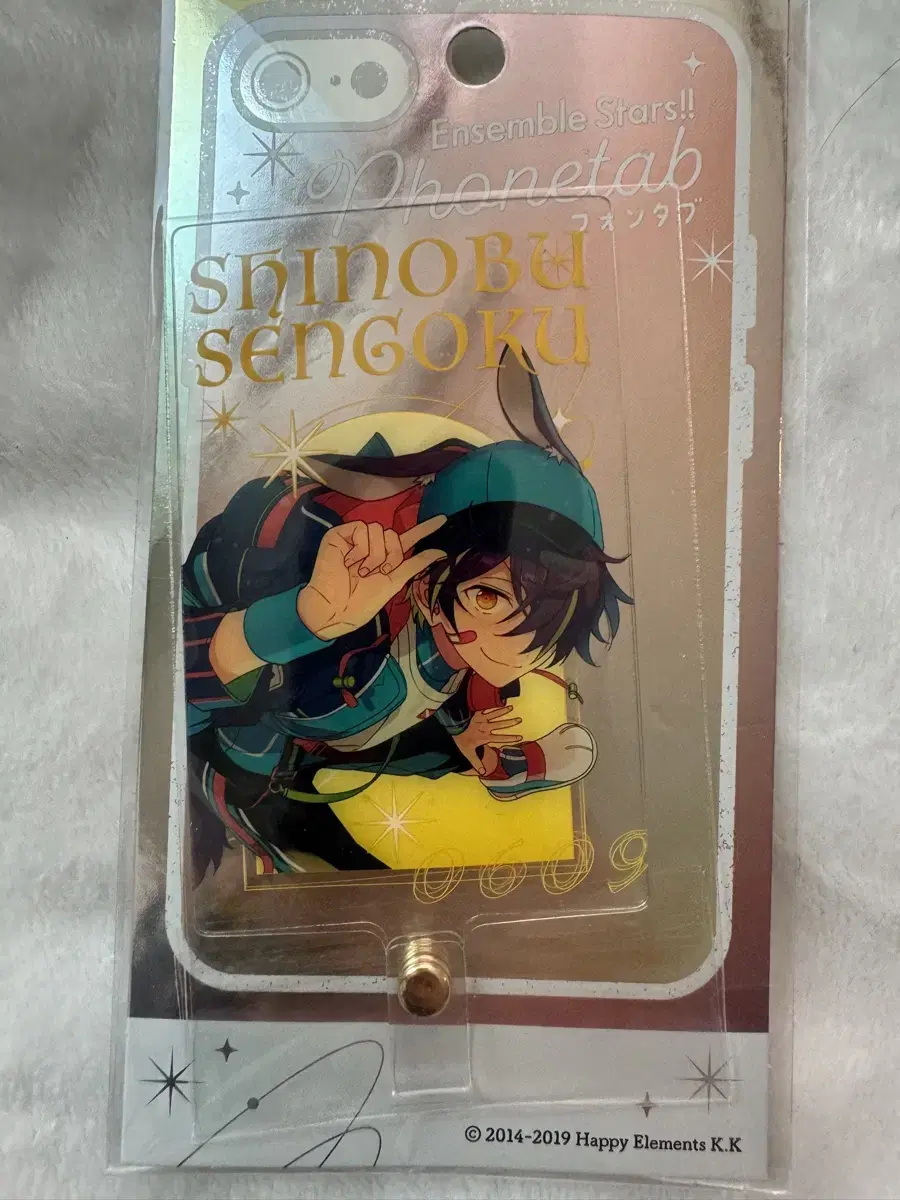 Ensemble Stars!!
Phonetab
フォンタブ
SHINOBU
SENGOKU
0609
© 2014-2019 Happy Elements K.K